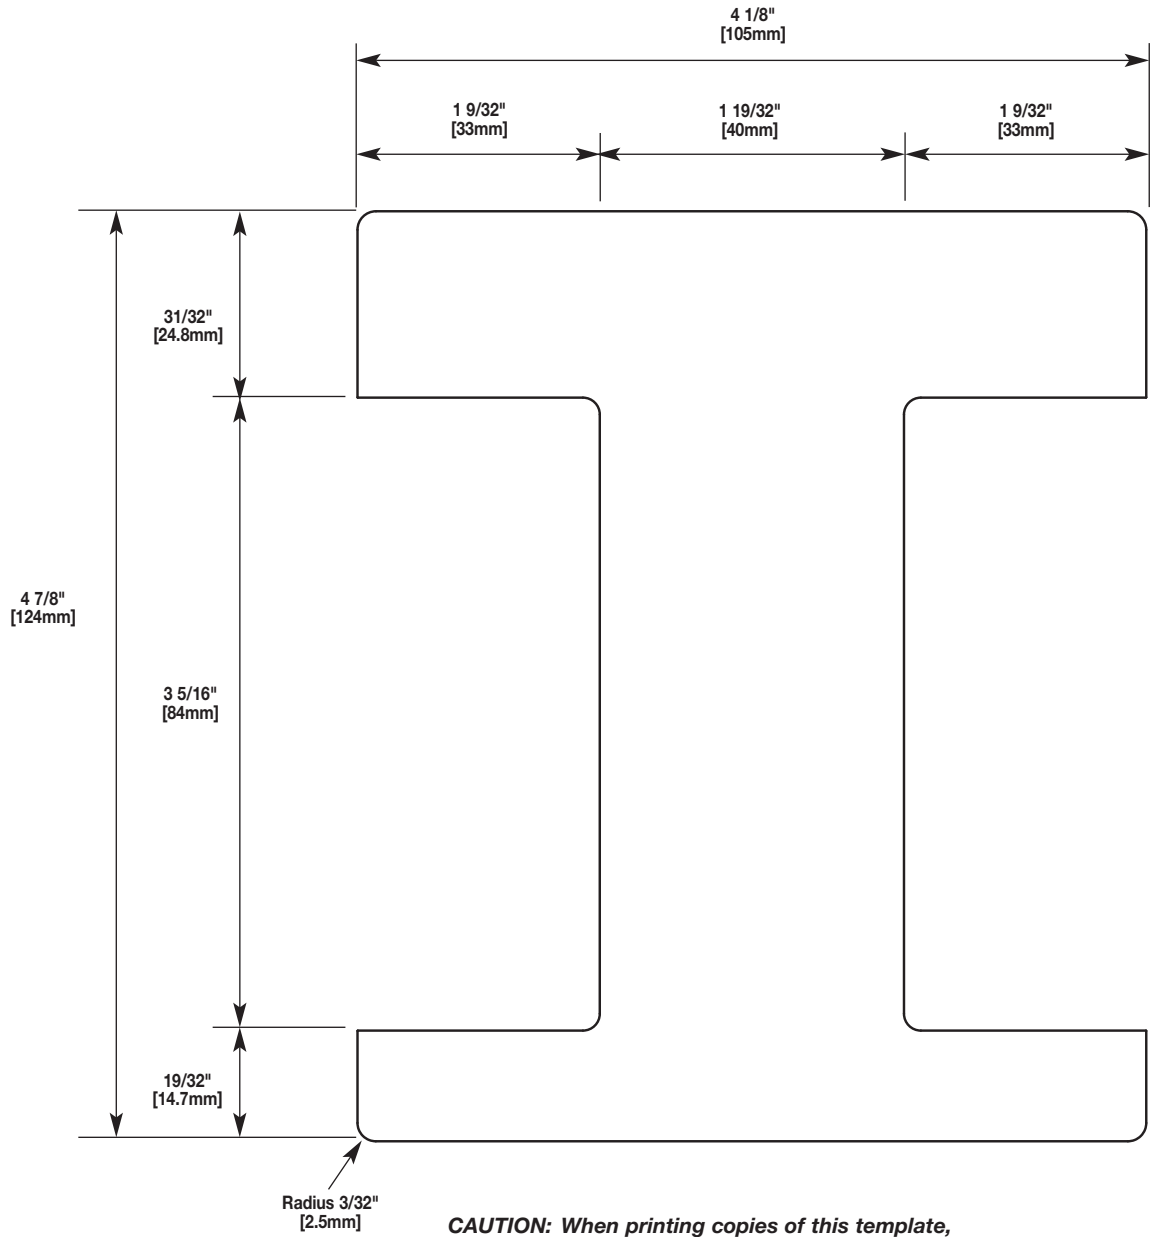 4 1/8"
[105mm]
1 9/32"
[33mm]
1 19/32"
[40mm]
1 9/32"
[33mm]
31/32"
[24.8mm]
4 7/8"
[124mm]
3 5/16"
[84mm]
19/32"
[14.7mm]
Radius 3/32"
[2.5mm]
CAUTION: When printing copies of this template,